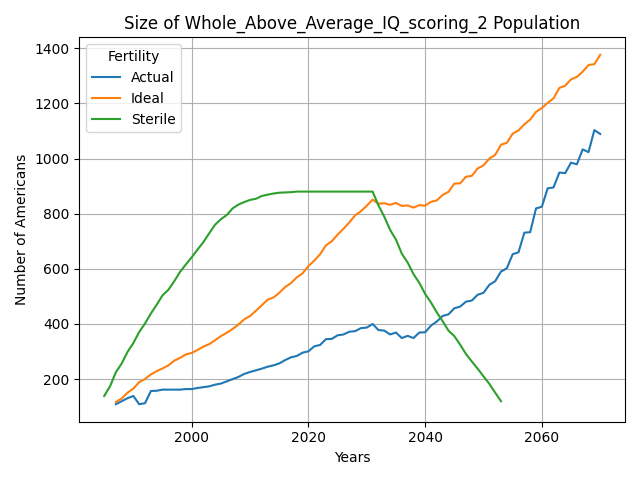 Size of Whole_Above_Average_IQ_scoring_2 Population
Fertility
Actual
Ideal
Sterile
1400
1200
1000
800
600
400
200
Number of Americans
2000 2020 2040 2060
Years